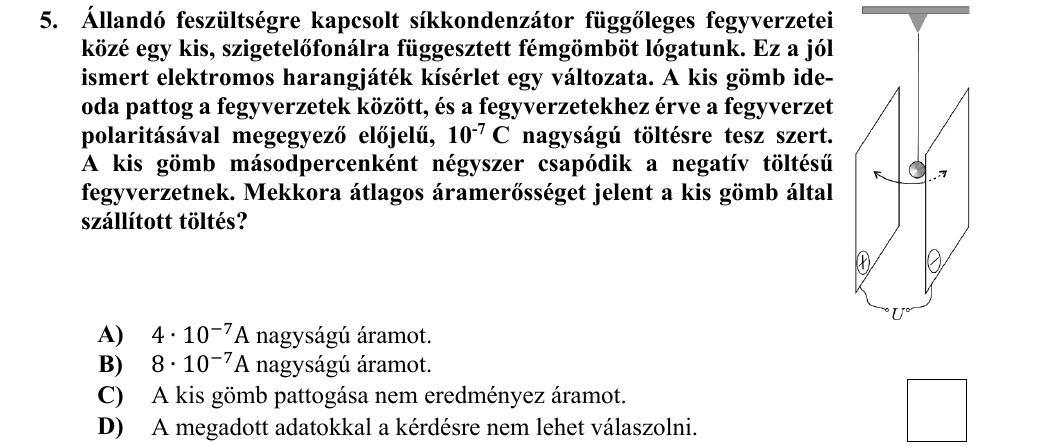 5. Állandó feszültségre kapcsolt síkkondenzátor függőleges fegyverzetei
közé egy kis, szigetelőfonálra függesztett fémgömböt lógatunk. Ez a jól
ismert elektromos harangjáték kísérlet egy változata. A kis gömb ide-
oda pattog a fegyverzetek között, és a fegyverzetekhez érve a fegyverzet
polaritásával megegyező előjelű, 10⁻⁷ C nagyságú töltésre tesz szert.
A kis gömb másodpercenként négyszer csapódik a negatív töltésű
fegyverzetnek. Mekkora átlagos áramerősséget jelent a kis gömb által
szállított töltés?
+ −
U
A) 4 · 10⁻⁷A nagyságú áramot.
B) 8 · 10⁻⁷A nagyságú áramot.
C) A kis gömb pattogása nem eredményez áramot.
D) A megadott adatokkal a kérdésre nem lehet válaszolni.